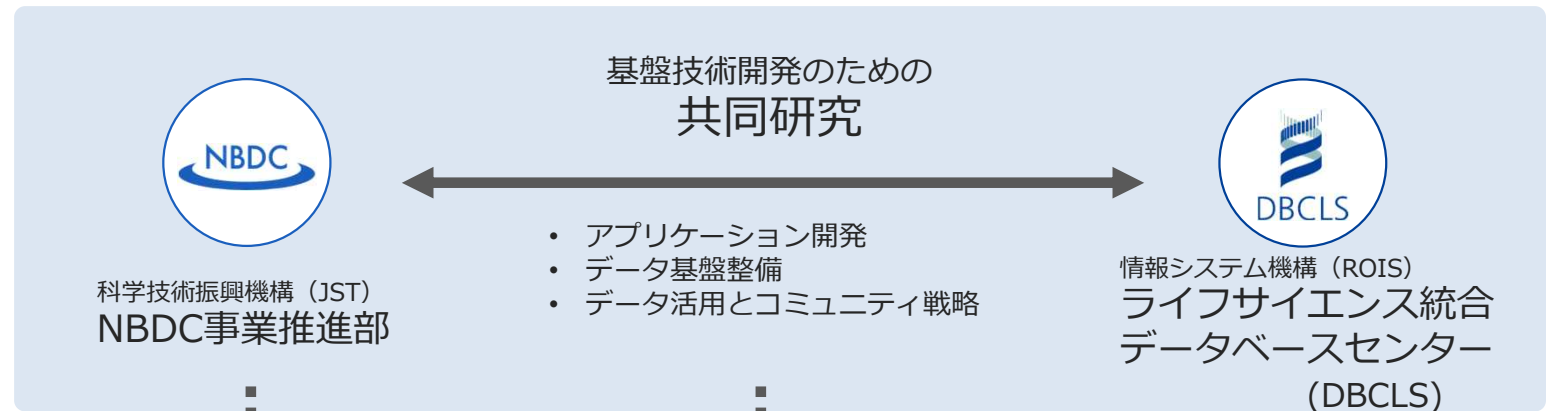 基盤技術開発のための
共同研究
NBDC
DBCLS
• アプリケーション開発
• データ基盤整備
• データ活用とコミュニティ戦略
科学技術振興機構（JST）
NBDC事業推進部
情報システム機構（ROIS）
ライフサイエンス統合
データベースセンター
(DBCLS)